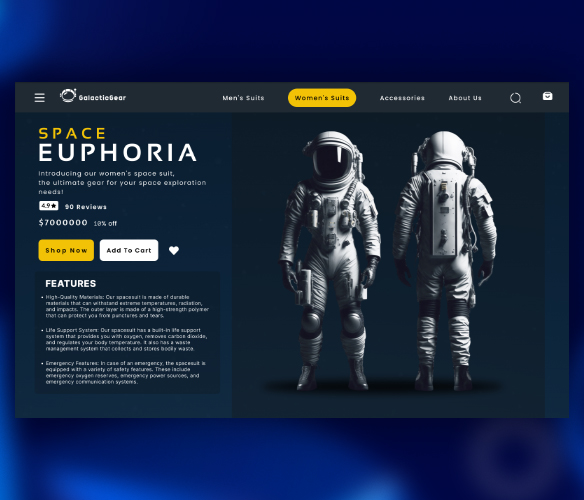 GalacticGear
Men's Suits
Women's Suits
Accessories
About Us
SPACE
EUPHORIA
Introducing our women's space suit,
the ultimate gear for your space exploration
needs!
4.9★
90 Reviews
$7000000 10% off
Shop Now
Add To Cart
FEATURES
• High-Quality Materials: Our spacesuit is made of durable
materials that can withstand extreme temperatures, radiation,
and impacts. The outer layer is made of a high-strength polymer
that can protect you from punctures and tears.
• Life Support System: Our spacesuit has a built-in life support
system that provides you with oxygen, removes carbon dioxide,
and regulates your body temperature. It also has a waste
management system that collects and stores bodily waste.
• Emergency Features: In case of an emergency, the spacesuit is
equipped with a variety of safety features. These include
emergency oxygen reserves, emergency power sources, and
emergency communication systems.